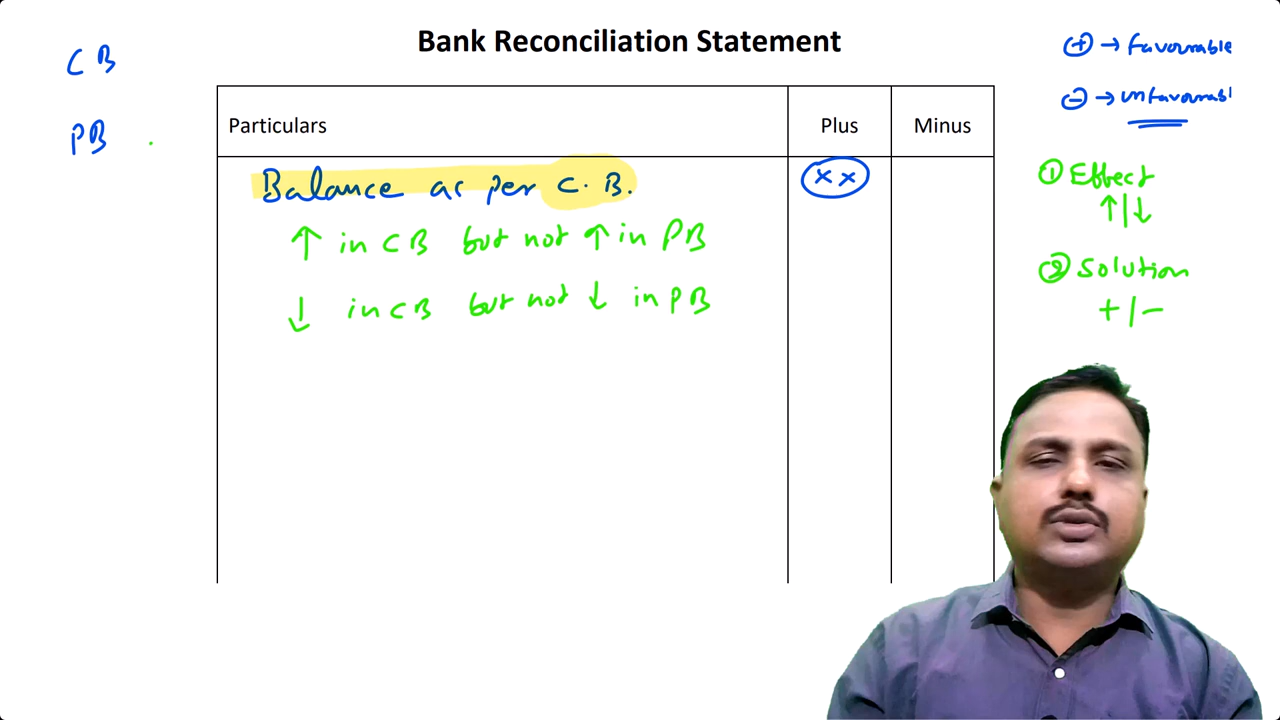 Bank Reconciliation Statement
CB
PB
⊕ → Favourable
⊖ → unfavourabl
Particulars Plus Minus
Balance as per C. B. xx
↑ in CB but not ↑ in PB
↓ in CB but not ↓ in PB
① Effect
↑/↓
② Solution
+/-